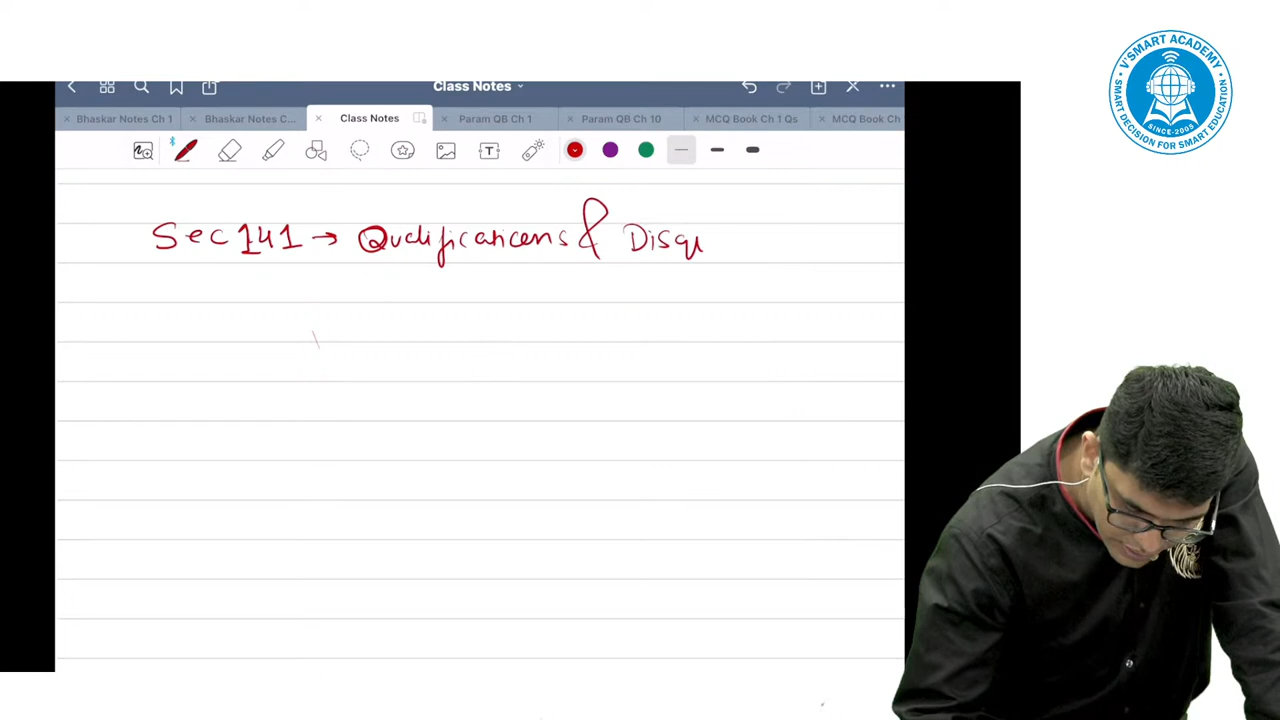 V'SMART ACADEMY
SMART DECISION FOR SMART EDUCATION
SINCE-2005
Class Notes
Bhaskar Notes Ch 1
Bhaskar Notes C...
Class Notes
Param QB Ch 1
Param QB Ch 10
MCQ Book Ch 1 Qs
MCQ Book Ch
Sec 141 → Qudifications & Disqu